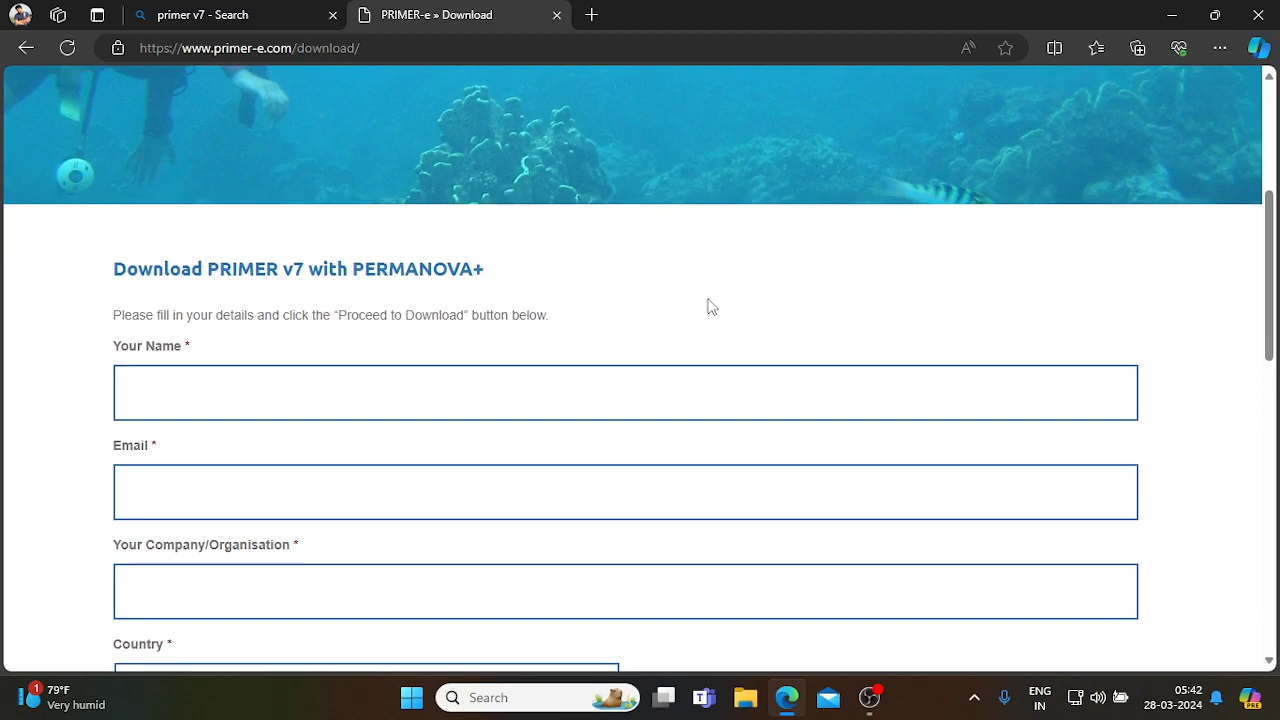 primer v7 - Search
PRIMER-e » Download
https://www.primer-e.com/download/
Download PRIMER v7 with PERMANOVA+
Please fill in your details and click the “Proceed to Download” button below.
Your Name *
Email *
Your Company/Organisation *
Country *
1
79°F
Very humid
Search
ENG
IN
05:42
28-03-2024
PRE